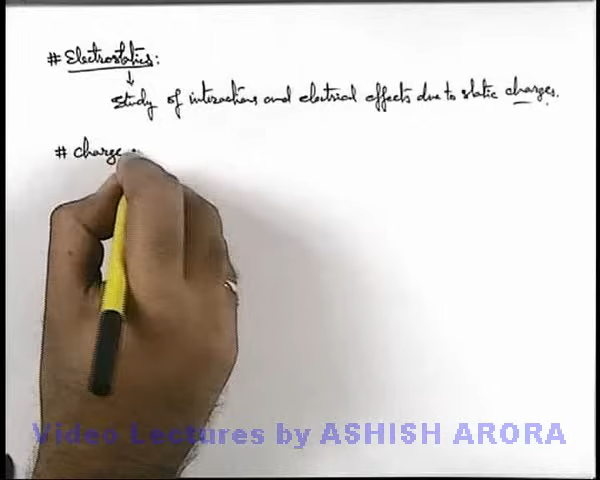 # Electrostatics:
↓
Study of interactions and electrical effects due to static charges.
# Charge :
Video Lectures by ASHISH ARORA